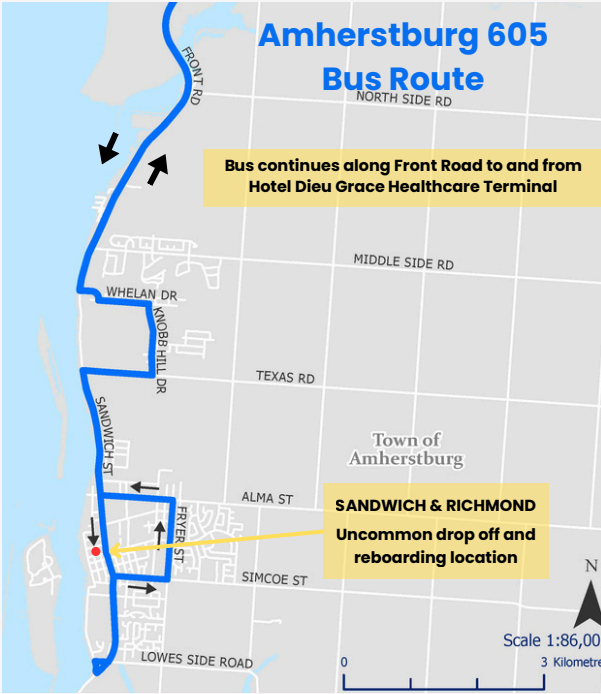 Amherstburg 605
Bus Route
FRONT RD
NORTH SIDE RD
Bus continues along Front Road to and from
Hotel Dieu Grace Healthcare Terminal
MIDDLE SIDE RD
WHELAN DR
KNOBB HILL DR
TEXAS RD
SANDWICH ST
Town of
Amherstburg
ALMA ST
SANDWICH & RICHMOND
Uncommon drop off and
reboarding location
FRYER ST
SIMCOE ST
N
LOWES SIDE ROAD
Scale 1:86,00
0 3 Kilometre